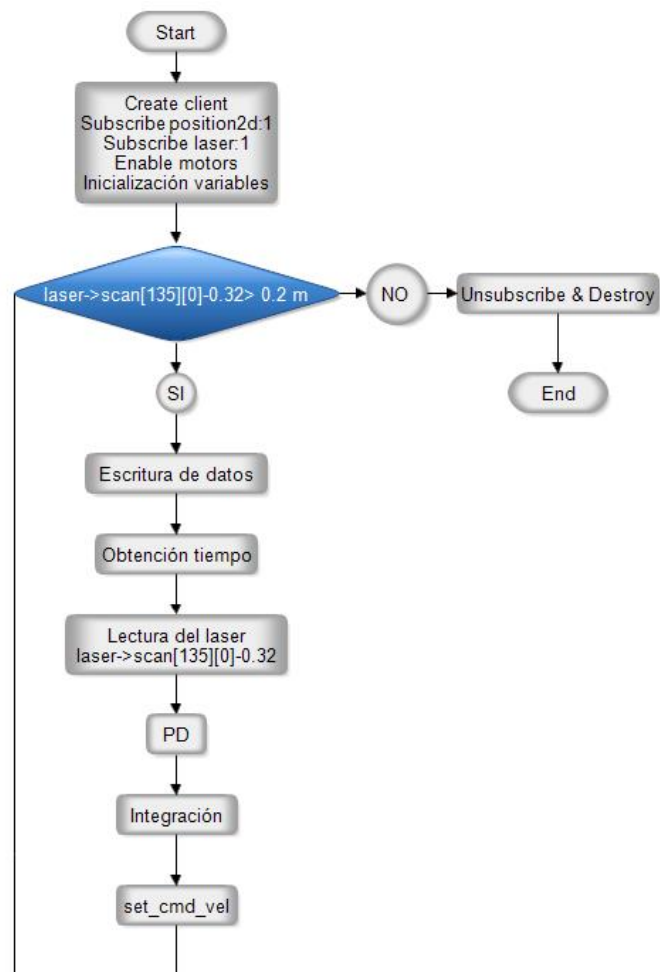 Start
Create client
Subscribe position2d:1
Subscribe laser:1
Enable motors
Inicialización variables
laser->scan[135][0]-0.32> 0.2 m
NO
Unsubscribe & Destroy
End
SI
Escritura de datos
Obtención tiempo
Lectura del laser
laser->scan[135][0]-0.32
PD
Integración
set_cmd_vel